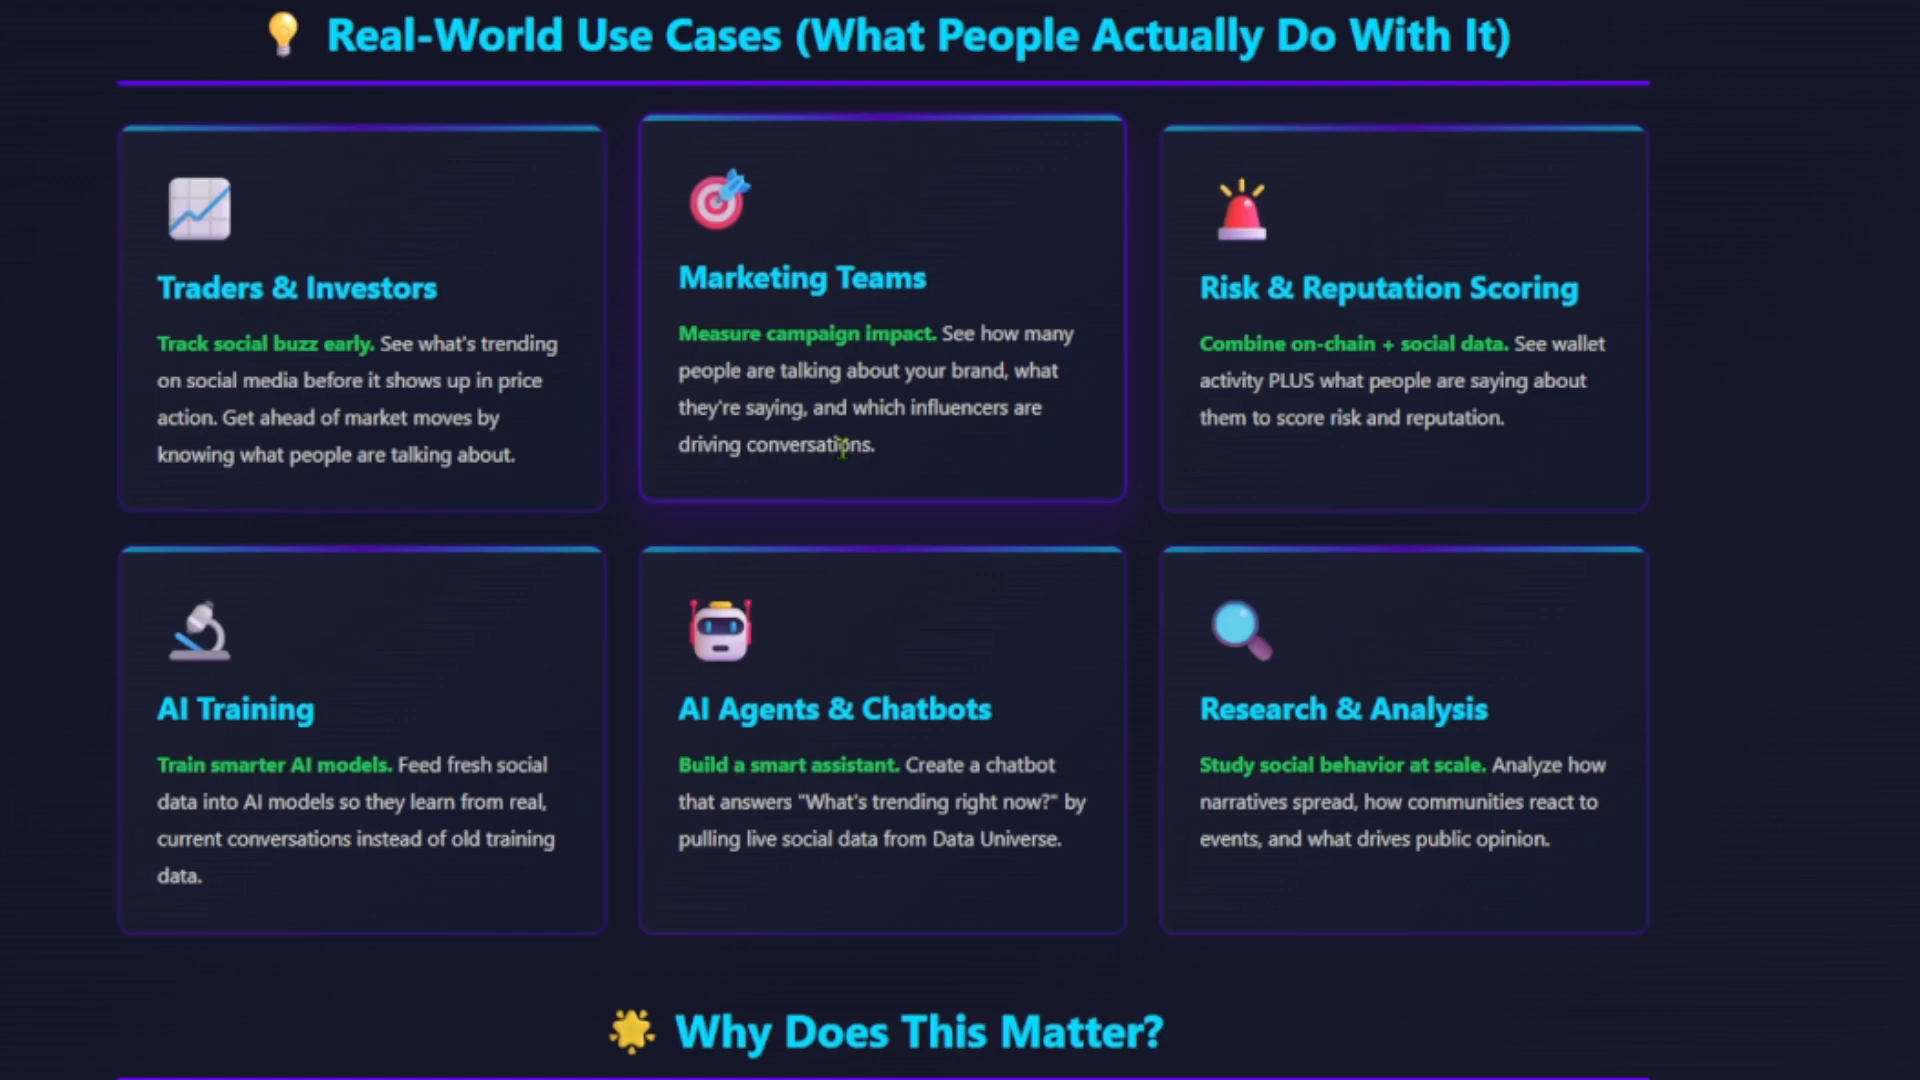 Real-World Use Cases (What People Actually Do With It)
Traders & Investors
Track social buzz early. See what's trending
on social media before it shows up in price
action. Get ahead of market moves by
knowing what people are talking about.
Marketing Teams
Measure campaign impact. See how many
people are talking about your brand, what
they're saying, and which influencers are
driving conversations.
Risk & Reputation Scoring
Combine on-chain + social data. See wallet
activity PLUS what people are saying about
them to score risk and reputation.
AI Training
Train smarter AI models. Feed fresh social
data into AI models so they learn from real,
current conversations instead of old training
data.
AI Agents & Chatbots
Build a smart assistant. Create a chatbot
that answers "What's trending right now?" by
pulling live social data from Data Universe.
Research & Analysis
Study social behavior at scale. Analyze how
narratives spread, how communities react to
events, and what drives public opinion.
Why Does This Matter?